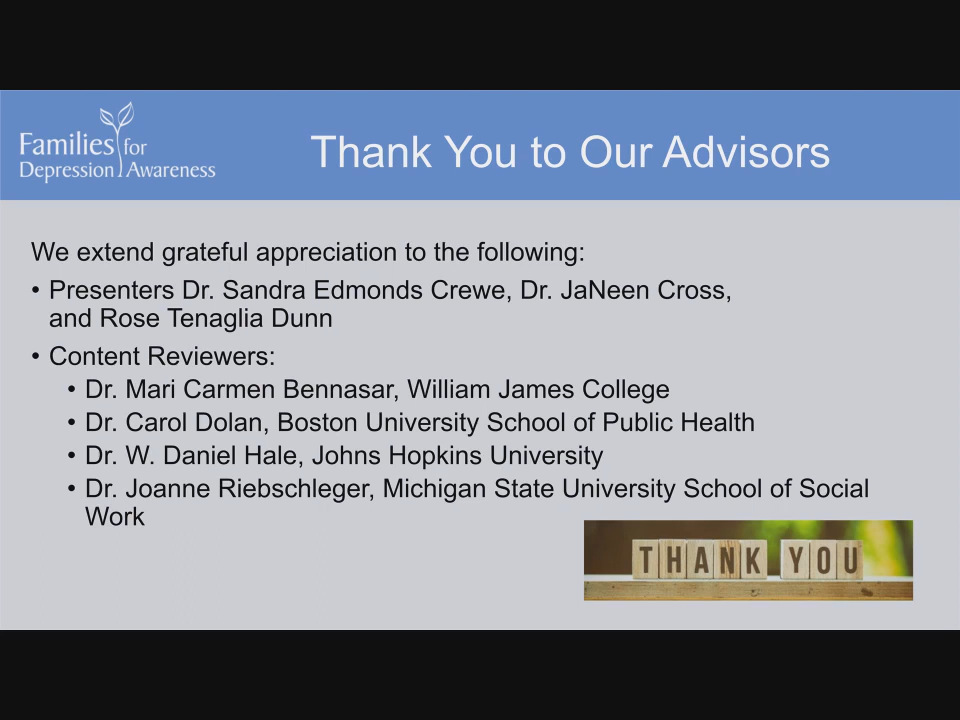 Families for
Depression Awareness
Thank You to Our Advisors
We extend grateful appreciation to the following:
• Presenters Dr. Sandra Edmonds Crewe, Dr. JaNeen Cross,
and Rose Tenaglia Dunn
• Content Reviewers:
• Dr. Mari Carmen Bennasar, William James College
• Dr. Carol Dolan, Boston University School of Public Health
• Dr. W. Daniel Hale, Johns Hopkins University
• Dr. Joanne Riebschleger, Michigan State University School of Social
Work
THANK YOU